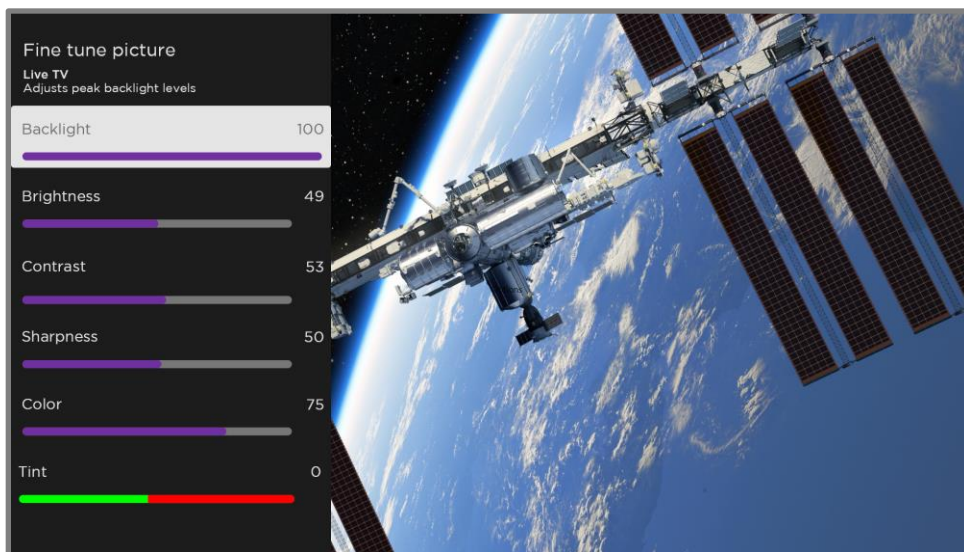 Fine tune picture
Live TV
Adjusts peak backlight levels
Backlight 100
Brightness 49
Contrast 53
Sharpness 50
Color 75
Tint 0